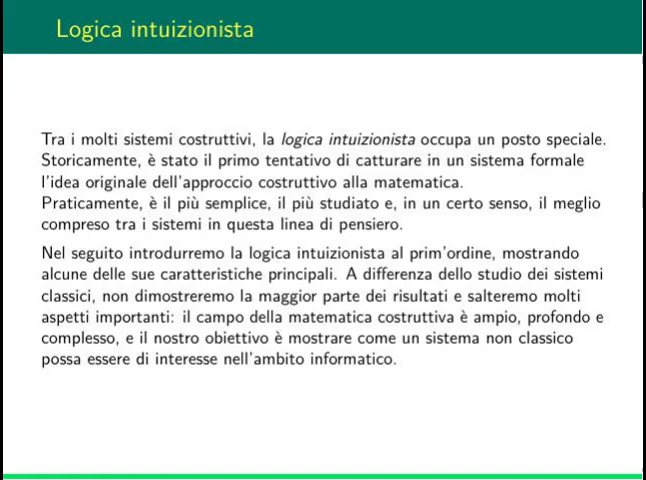 Logica intuizionista
Tra i molti sistemi costruttivi, la logica intuizionista occupa un posto speciale.
Storicamente, è stato il primo tentativo di catturare in un sistema formale
l'idea originale dell'approccio costruttivo alla matematica.
Praticamente, è il più semplice, il più studiato e, in un certo senso, il meglio
compreso tra i sistemi in questa linea di pensiero.
Nel seguito introdurremo la logica intuizionista al prim'ordine, mostrando
alcune delle sue caratteristiche principali. A differenza dello studio dei sistemi
classici, non dimostreremo la maggior parte dei risultati e salteremo molti
aspetti importanti: il campo della matematica costruttiva è ampio, profondo e
complesso, e il nostro obiettivo è mostrare come un sistema non classico
possa essere di interesse nell'ambito informatico.